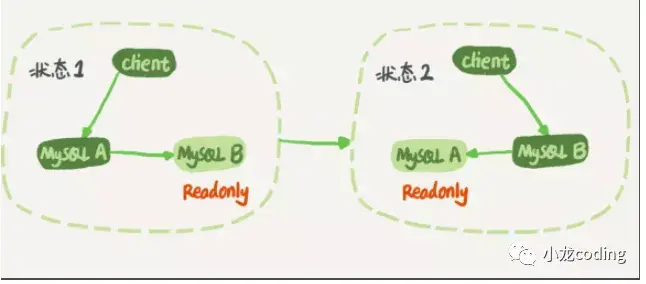 状态1
client
MySQL A
MySQL B
Readonly
状态2
client
MySQL A
MySQL B
Readonly
小龙coding